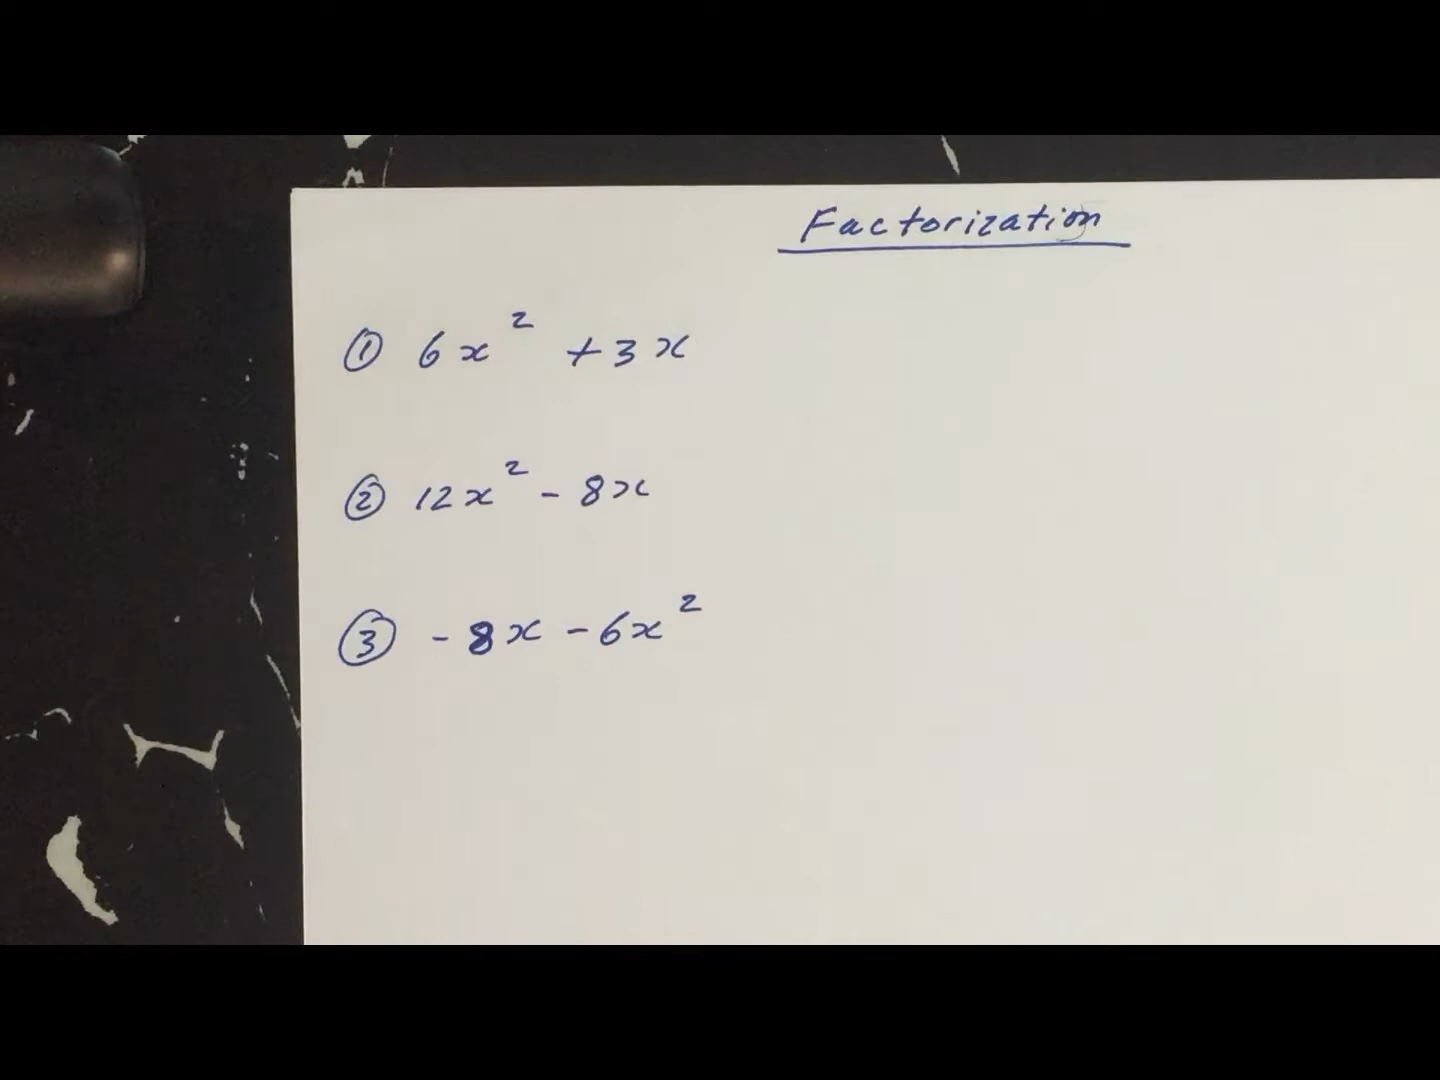 Factorization
① 6x² + 3x
② 12x² - 8x
③ - 8x - 6x²